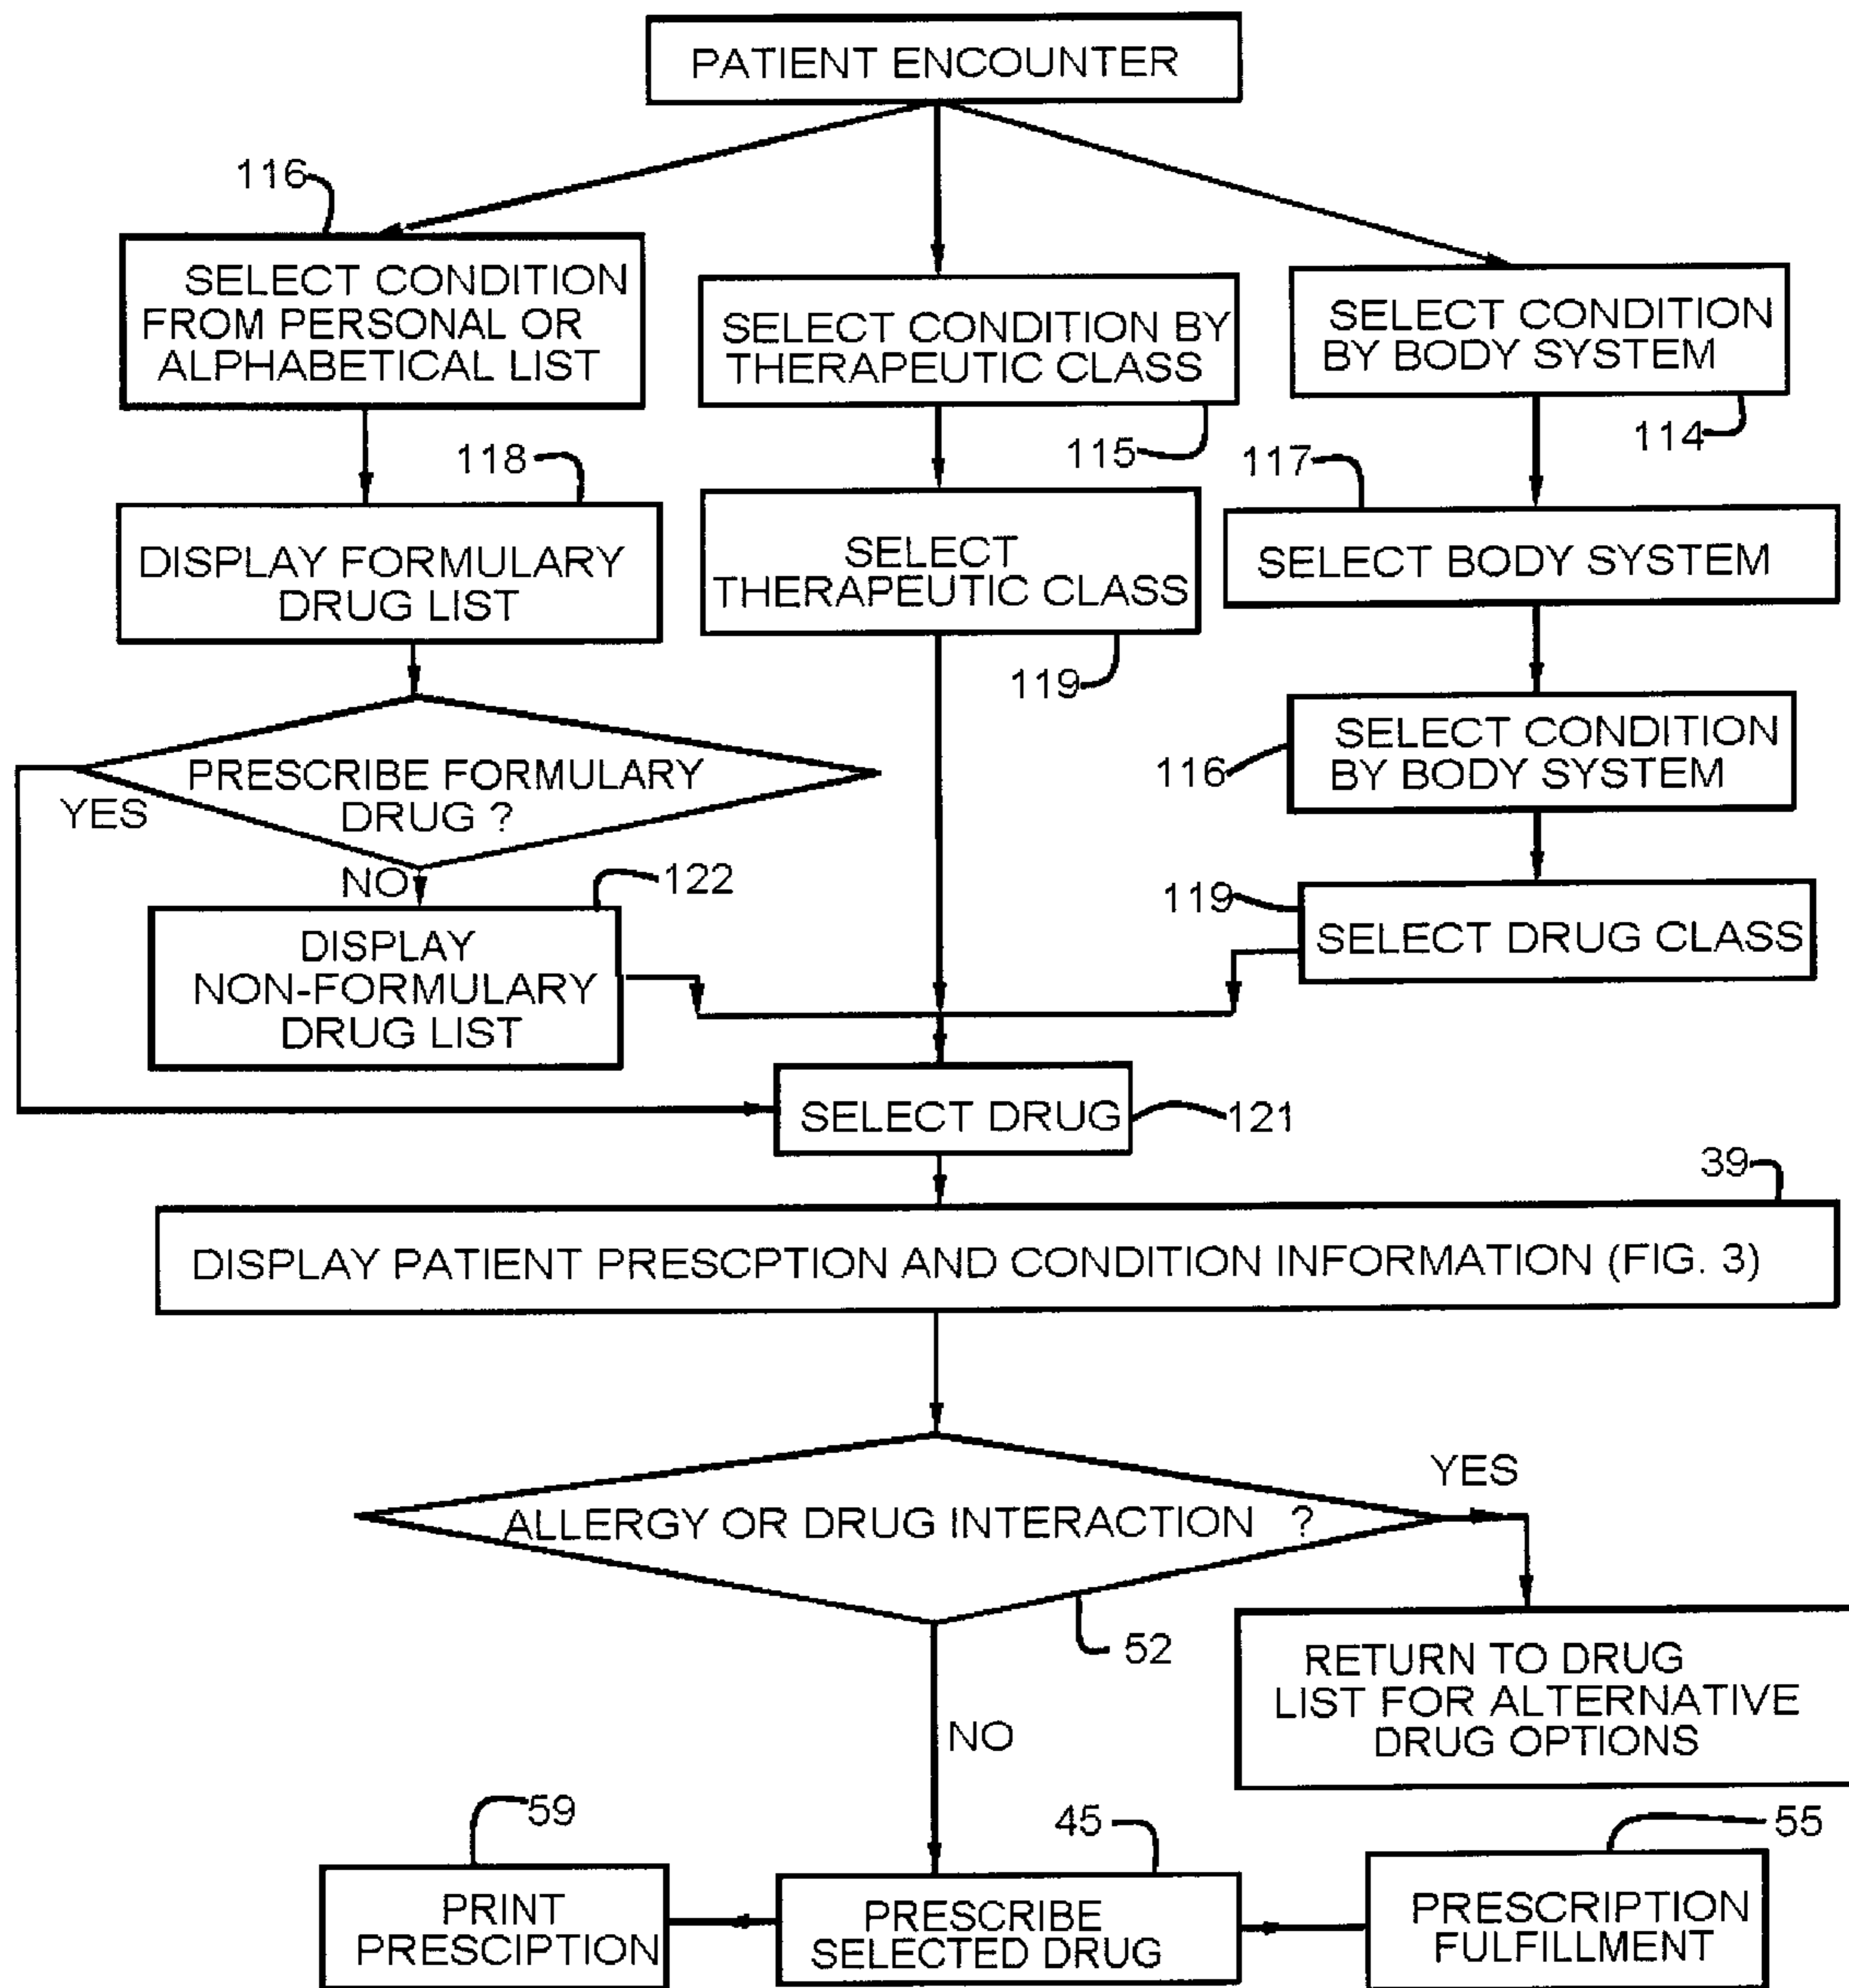 PATIENT ENCOUNTER
116
SELECT CONDITION
FROM PERSONAL OR
ALPHABETICAL LIST
SELECT CONDITION BY
THERAPEUTIC CLASS
115
SELECT CONDITION
BY BODY SYSTEM
114
118
DISPLAY FORMULARY
DRUG LIST
SELECT
THERAPEUTIC CLASS
119
117
SELECT BODY SYSTEM
PRESCRIBE FORMULARY
DRUG ?
YES
NO
116
SELECT CONDITION
BY BODY SYSTEM
122
DISPLAY
NON-FORMULARY
DRUG LIST
119
SELECT DRUG CLASS
SELECT DRUG
121
39
DISPLAY PATIENT PRESCPTION AND CONDITION INFORMATION (FIG. 3)
ALLERGY OR DRUG INTERACTION ?
YES
52
NO
RETURN TO DRUG
LIST FOR ALTERNATIVE
DRUG OPTIONS
59
PRINT
PRESCIPTION
45
PRESCRIBE
SELECTED DRUG
55
PRESCRIPTION
FULFILLMENT